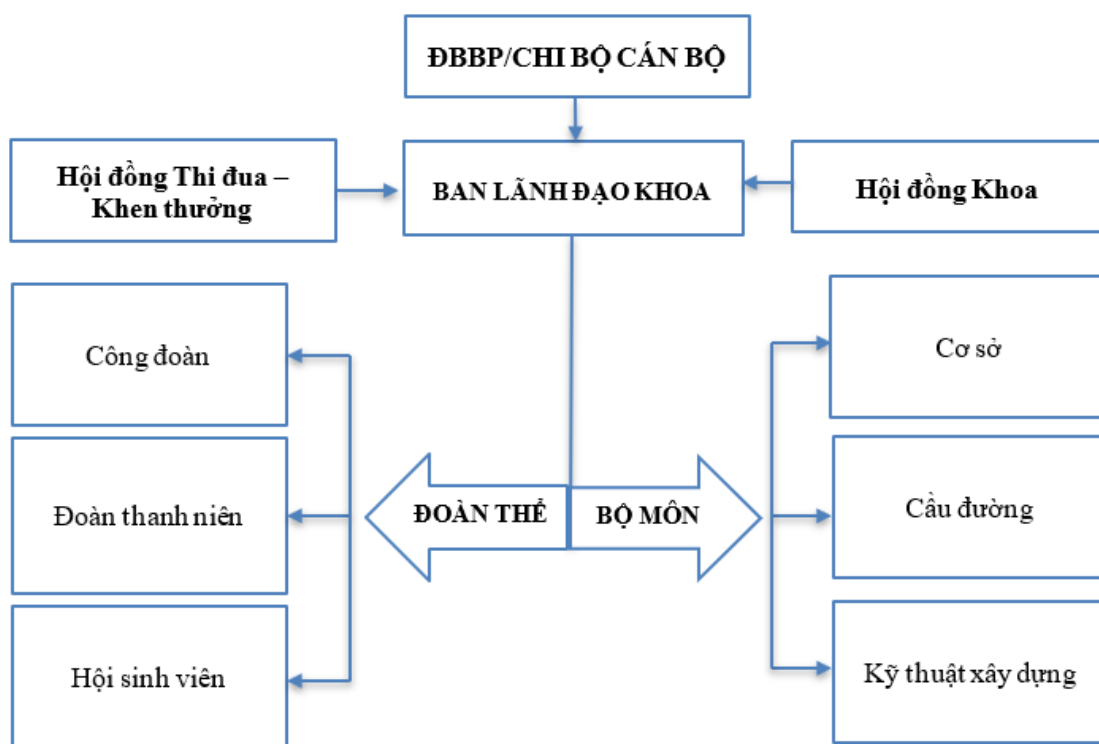 ĐBBP/CHI BỘ CÁN BỘ
Hội đồng Thi đua –
Khen thưởng
BAN LÃNH ĐẠO KHOA
Hội đồng Khoa
Công đoàn
Cơ sở
Đoàn thanh niên
ĐOÀN THỂ
BỘ MÔN
Cầu đường
Hội sinh viên
Kỹ thuật xây dựng